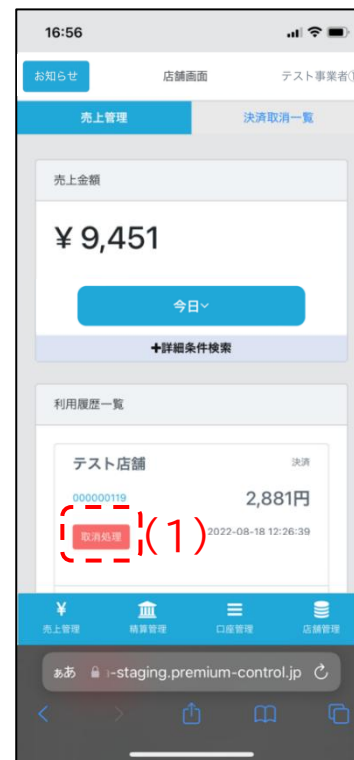 16:56
お知らせ 店舗画面 テスト事業者①
売上管理 決済取消一覧
売上金額
¥ 9,451
今日
+詳細条件検索
利用履歴一覧
テスト店舗 決済
000000119 2,881円
取消処理 (1) 2022-08-18 12:26:39
¥
売上管理 精算管理 口座管理 店舗管理
ぁあ -staging.premium-control.jp